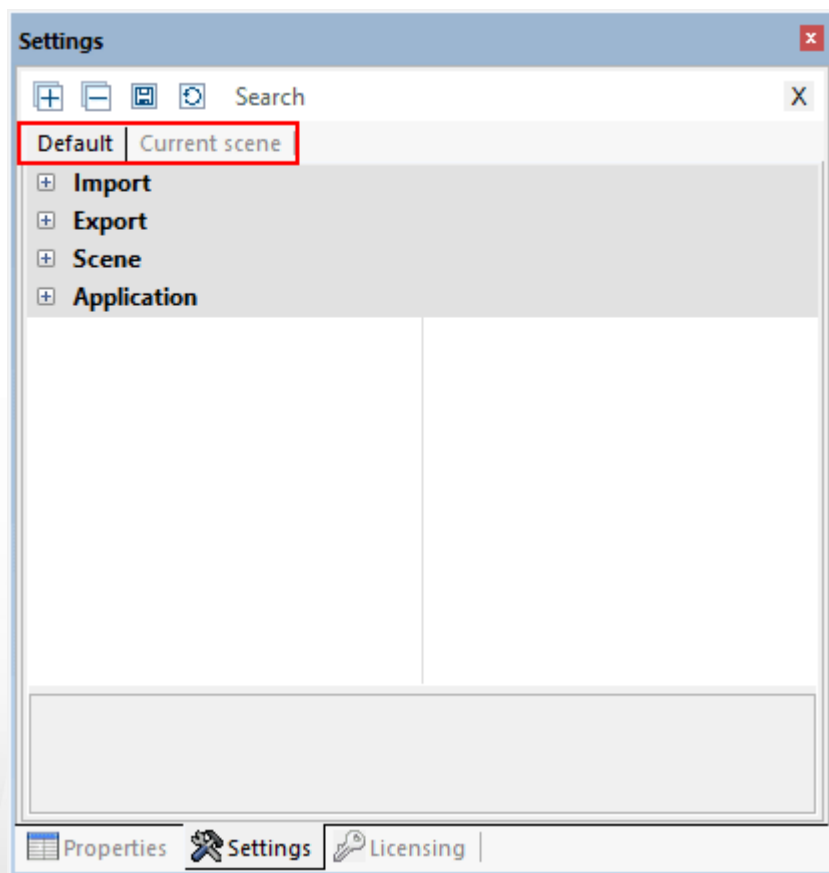 Settings
Search X
Default Current scene
Import
Export
Scene
Application
Properties Settings Licensing